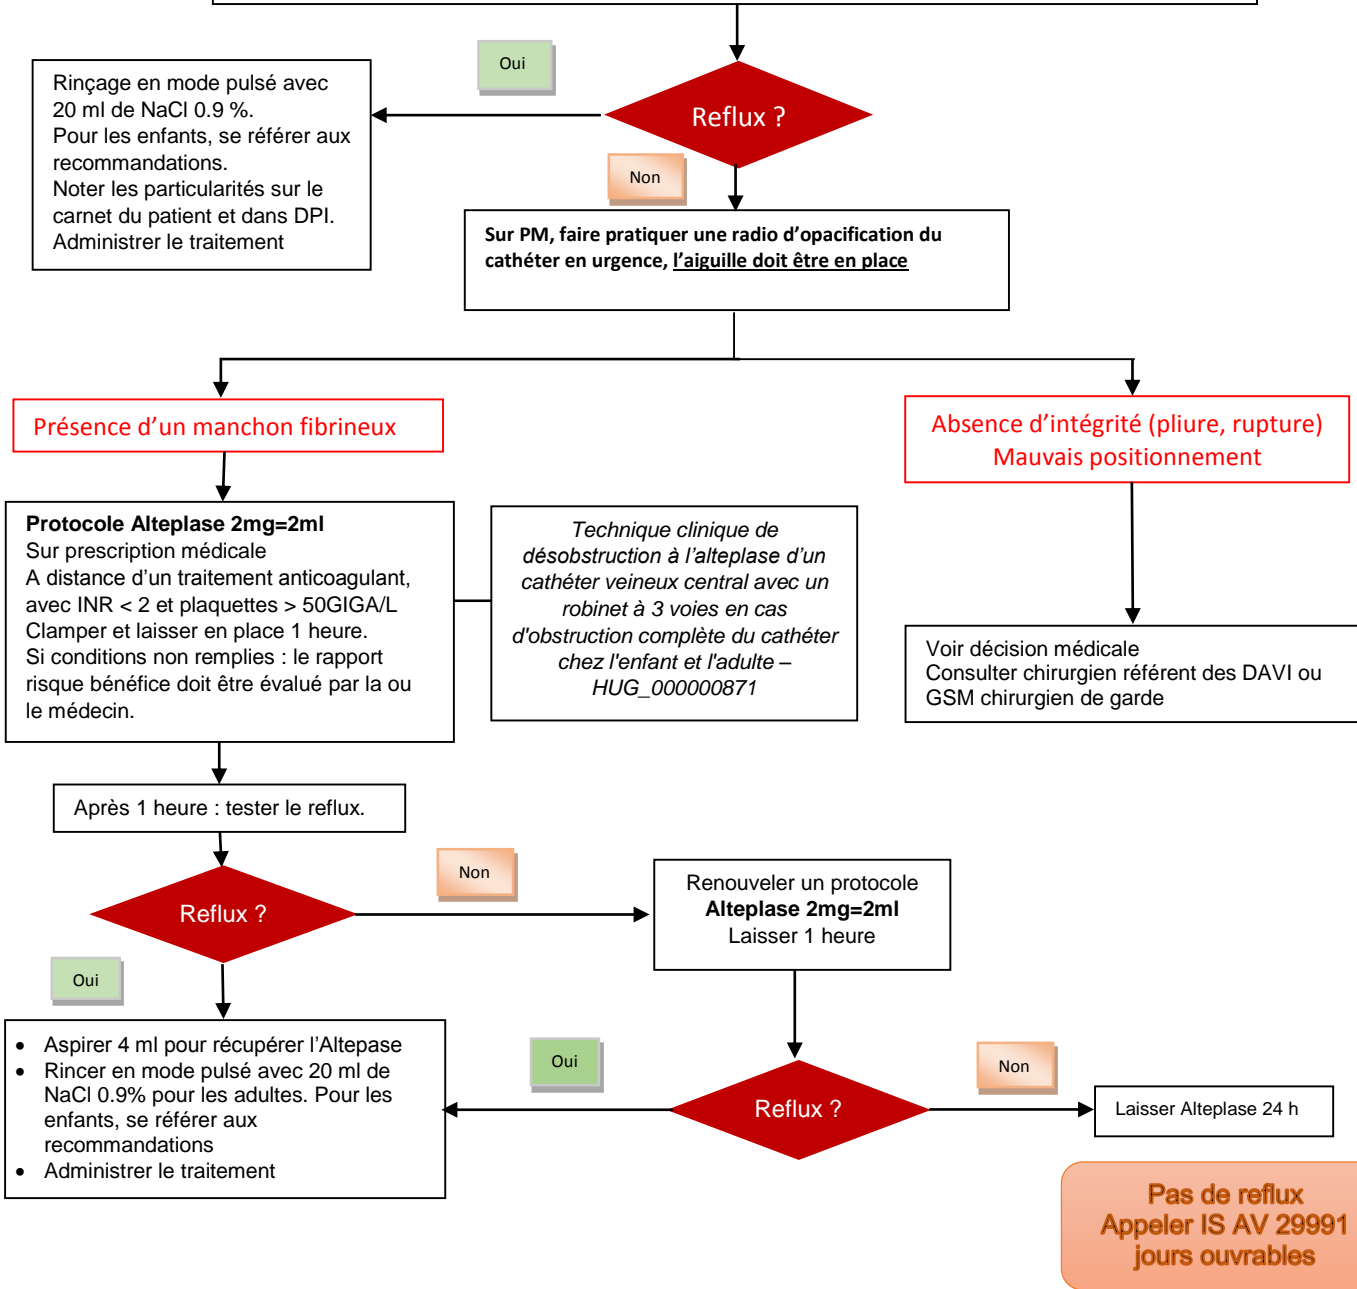 Oui
Reflux ?
Rinçage en mode pulsé avec
20 ml de NaCl 0.9 %.
Pour les enfants, se référer aux
recommandations.
Noter les particularités sur le
carnet du patient et dans DPI.
Administrer le traitement
Non
Sur PM, faire pratiquer une radio d’opacification du
cathéter en urgence, l’aiguille doit être en place
Présence d’un manchon fibrineux
Absence d’intégrité (pliure, rupture)
Mauvais positionnement
Protocole Alteplase 2mg=2ml
Sur prescription médicale
A distance d’un traitement anticoagulant,
avec INR < 2 et plaquettes > 50GIGA/L
Clamper et laisser en place 1 heure.
Si conditions non remplies : le rapport
risque bénéfice doit être évalué par la ou
le médecin.
Technique clinique de
désobstruction à l’alteplase d’un
cathéter veineux central avec un
robinet à 3 voies en cas
d'obstruction complète du cathéter
chez l'enfant et l'adulte –
HUG_000000871
Voir décision médicale
Consulter chirurgien référent des DAVI ou
GSM chirurgien de garde
Après 1 heure : tester le reflux.
Reflux ?
Non
Renouveler un protocole
Alteplase 2mg=2ml
Laisser 1 heure
Oui
• Aspirer 4 ml pour récupérer l’Altepase
• Rincer en mode pulsé avec 20 ml de
NaCl 0.9% pour les adultes. Pour les
enfants, se référer aux
recommandations
• Administrer le traitement
Oui
Reflux ?
Non
Laisser Alteplase 24 h
Pas de reflux
Appeler IS AV 29991
jours ouvrables